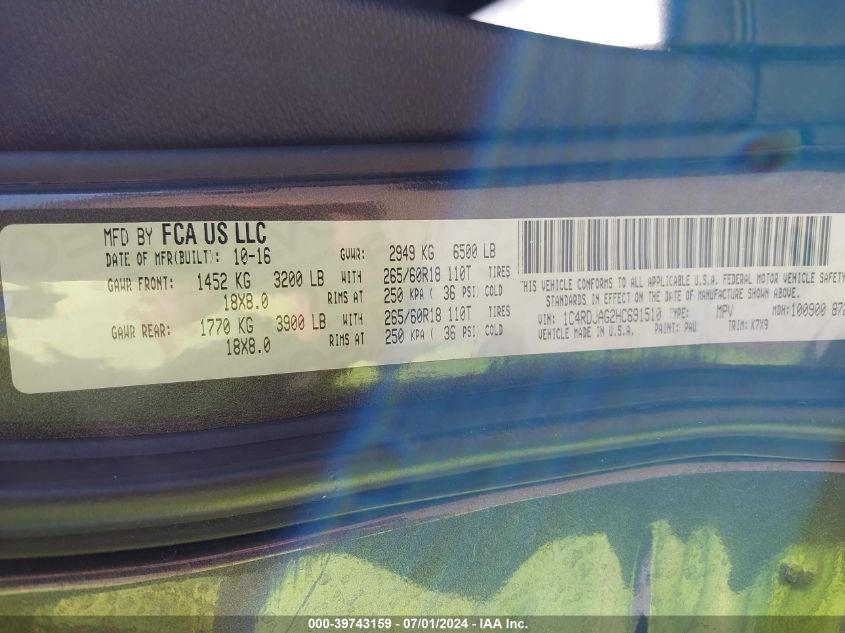 MFD BY FCA US LLC
DATE OF MFR(BUILT): 10-16 GVWR: 2949 KG 6500 LB
GAWR FRONT: 1452 KG 3200 LB WITH 265/60R18 110T TIRES
18X8.0 RIMS AT 250 KPA ( 36 PSI) COLD
GAWR REAR: 1770 KG 3900 LB WITH 265/60R18 110T TIRES
18X8.0 RIMS AT 250 KPA ( 36 PSI) COLD
THIS VEHICLE CONFORMS TO ALL APPLICABLE U.S.A. FEDERAL MOTOR VEHICLE SAFETY
STANDARDS IN EFFECT ON THE DATE OF MANUFACTURE SHOWN ABOVE.
VIN: 1C4RDJAG2HC691510 TYPE: MPV MDH: 100900 872
VEHICLE MADE IN U.S.A. PAINT: PAU TRIM: K7X9
000-39743159 - 07/01/2024 - IAA Inc.